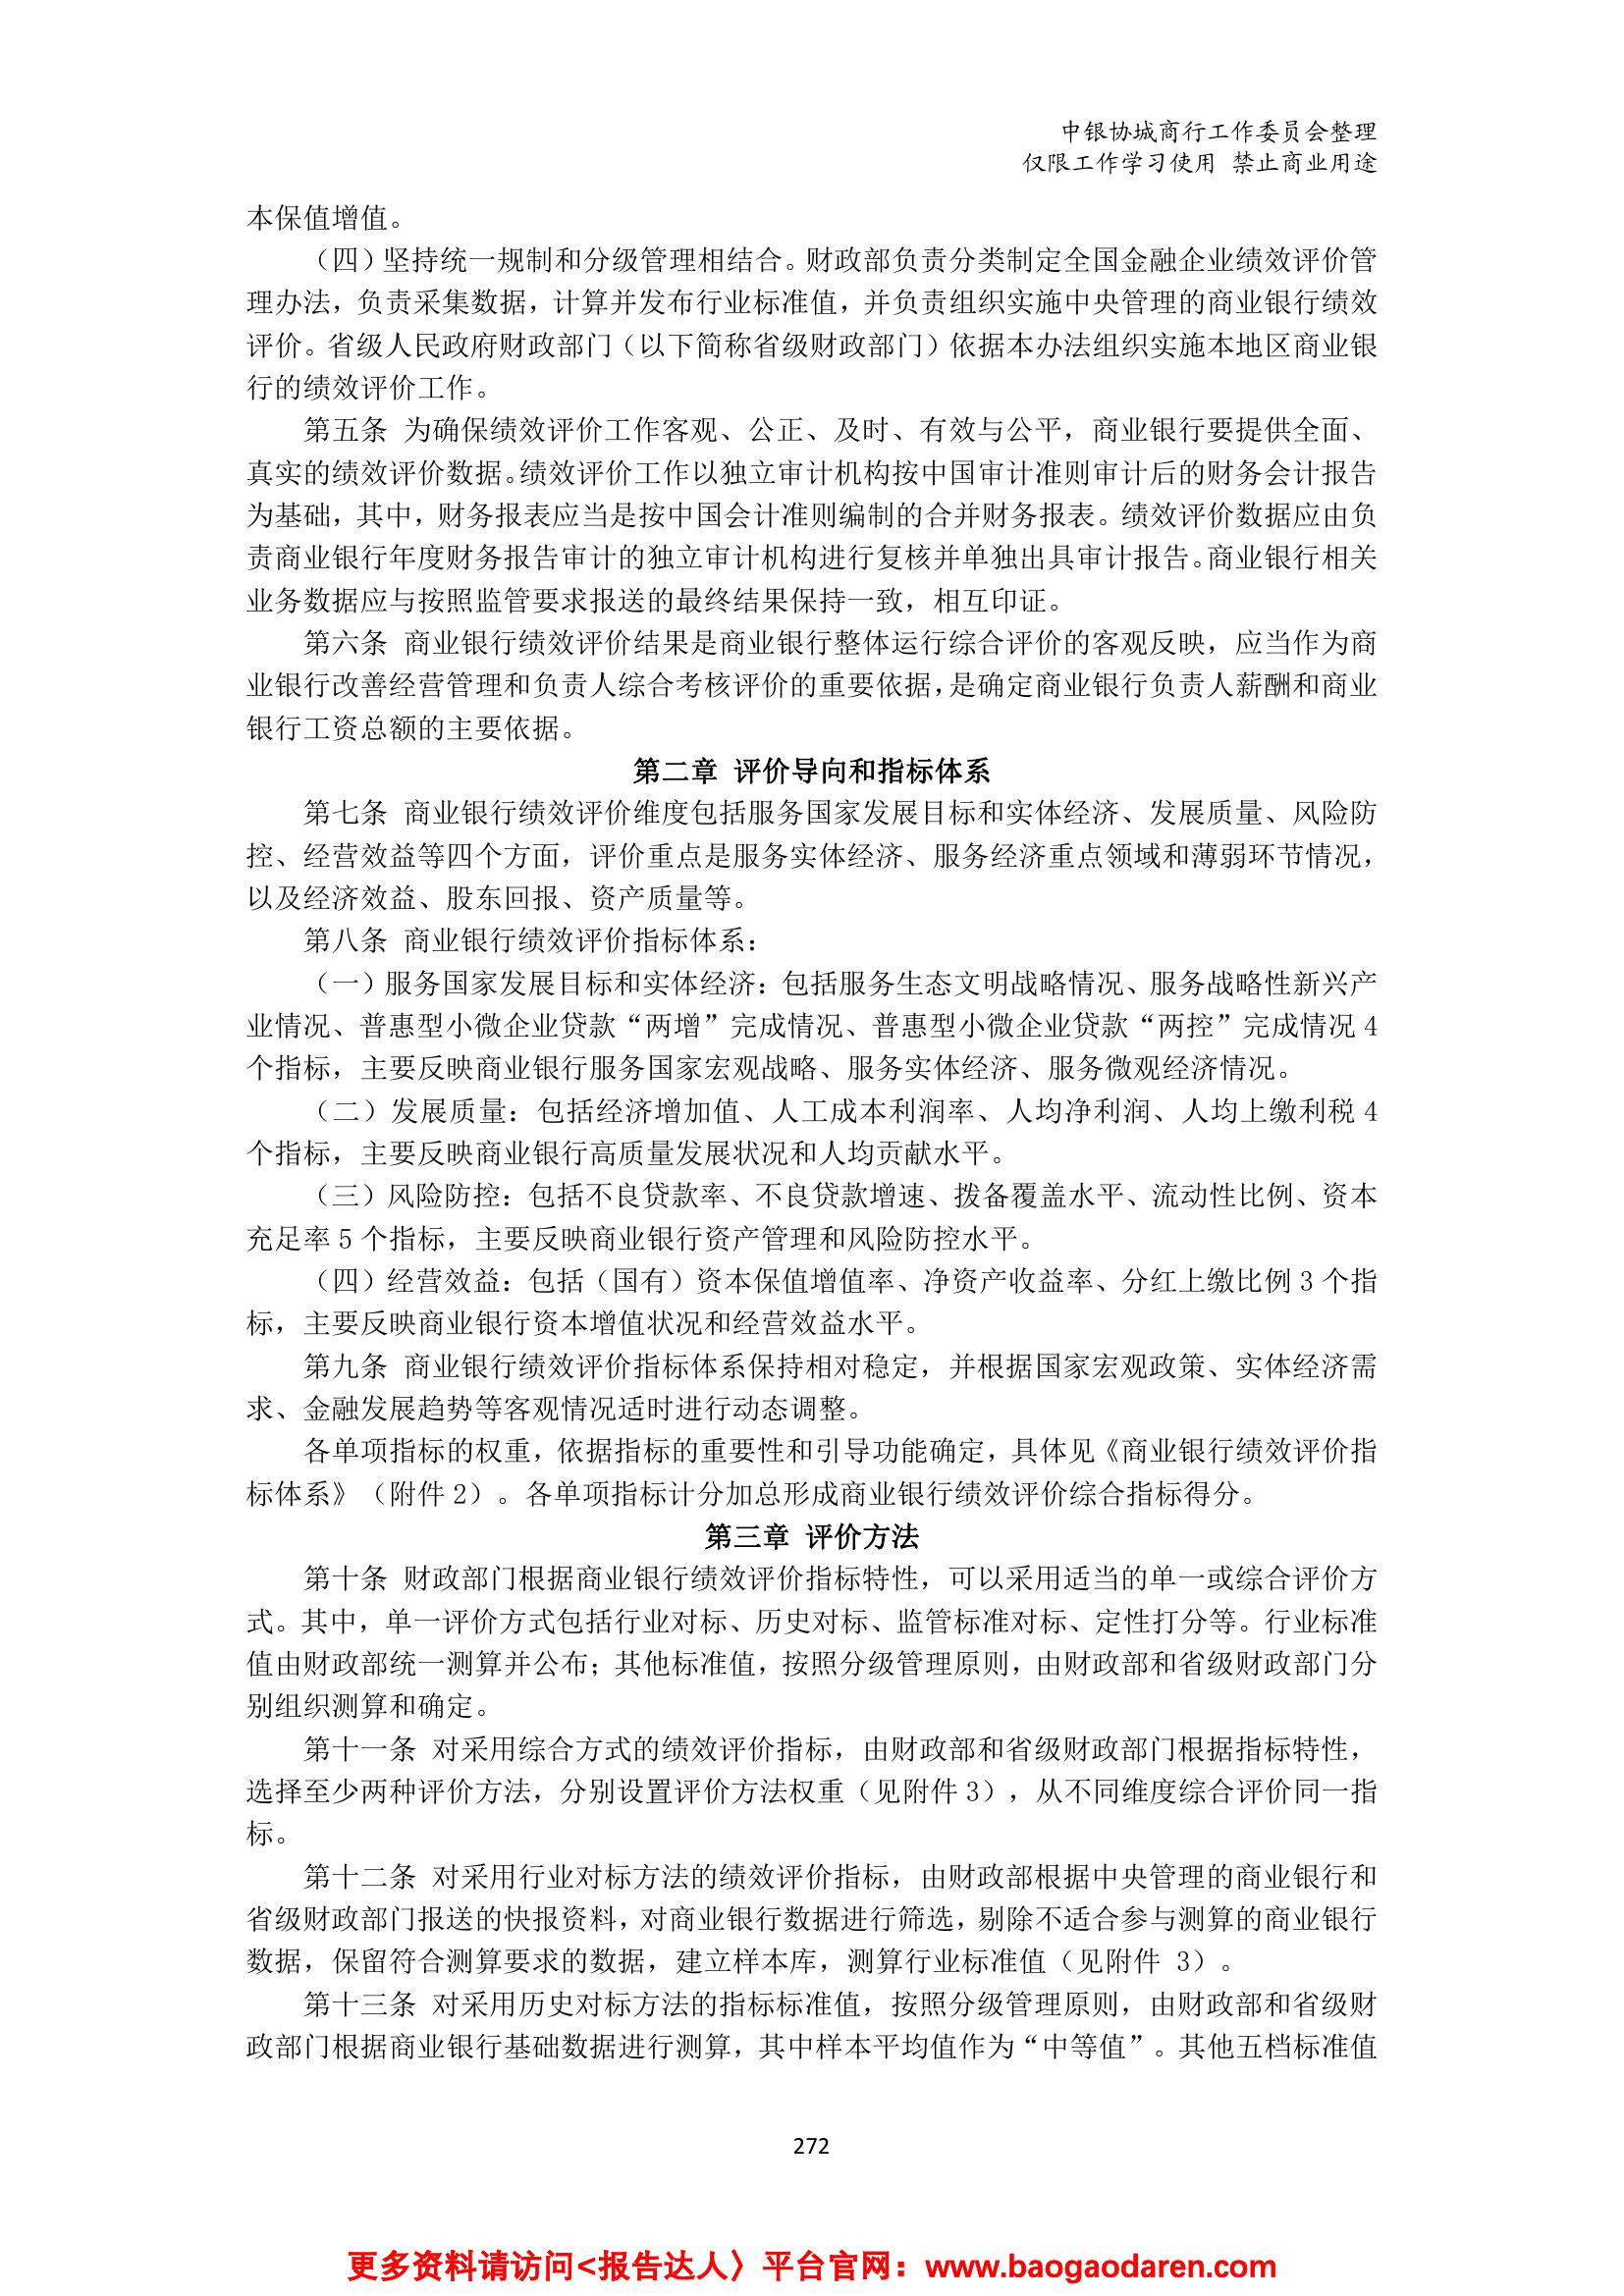 中银协城商行工作委员会整理
仅限工作学习使用 禁止商业用途
本保值增值。
（四）坚持统一规制和分级管理相结合。财政部负责分类制定全国金融企业绩效评价管
理办法，负责采集数据，计算并发布行业标准值，并负责组织实施中央管理的商业银行绩效
评价。省级人民政府财政部门（以下简称省级财政部门）依据本办法组织实施本地区商业银
行的绩效评价工作。
第五条 为确保绩效评价工作客观、公正、及时、有效与公平，商业银行要提供全面、
真实的绩效评价数据。绩效评价工作以独立审计机构按中国审计准则审计后的财务会计报告
为基础，其中，财务报表应当是按中国会计准则编制的合并财务报表。绩效评价数据应由负
责商业银行年度财务报告审计的独立审计机构进行复核并单独出具审计报告。商业银行相关
业务数据应与按照监管要求报送的最终结果保持一致，相互印证。
第六条 商业银行绩效评价结果是商业银行整体运行综合评价的客观反映，应当作为商
业银行改善经营管理和负责人综合考核评价的重要依据，是确定商业银行负责人薪酬和商业
银行工资总额的主要依据。
第二章 评价导向和指标体系
第七条 商业银行绩效评价维度包括服务国家发展目标和实体经济、发展质量、风险防
控、经营效益等四个方面，评价重点是服务实体经济、服务经济重点领域和薄弱环节情况，
以及经济效益、股东回报、资产质量等。
第八条 商业银行绩效评价指标体系：
（一）服务国家发展目标和实体经济：包括服务生态文明战略情况、服务战略性新兴产
业情况、普惠型小微企业贷款“两增”完成情况、普惠型小微企业贷款“两控”完成情况 4
个指标，主要反映商业银行服务国家宏观战略、服务实体经济、服务微观经济情况。
（二）发展质量：包括经济增加值、人工成本利润率、人均净利润、人均上缴利税 4
个指标，主要反映商业银行高质量发展状况和人均贡献水平。
（三）风险防控：包括不良贷款率、不良贷款增速、拨备覆盖水平、流动性比例、资本
充足率 5 个指标，主要反映商业银行资产管理和风险防控水平。
（四）经营效益：包括（国有）资本保值增值率、净资产收益率、分红上缴比例 3 个指
标，主要反映商业银行资本增值状况和经营效益水平。
第九条 商业银行绩效评价指标体系保持相对稳定，并根据国家宏观政策、实体经济需
求、金融发展趋势等客观情况适时进行动态调整。
各单项指标的权重，依据指标的重要性和引导功能确定，具体见《商业银行绩效评价指
标体系》（附件 2）。各单项指标计分加总形成商业银行绩效评价综合指标得分。
第三章 评价方法
第十条 财政部门根据商业银行绩效评价指标特性，可以采用适当的单一或综合评价方
式。其中，单一评价方式包括行业对标、历史对标、监管标准对标、定性打分等。行业标准
值由财政部统一测算并公布；其他标准值，按照分级管理原则，由财政部和省级财政部门分
别组织测算和确定。
第十一条 对采用综合方式的绩效评价指标，由财政部和省级财政部门根据指标特性，
选择至少两种评价方法，分别设置评价方法权重（见附件 3），从不同维度综合评价同一指
标。
第十二条 对采用行业对标方法的绩效评价指标，由财政部根据中央管理的商业银行和
省级财政部门报送的快报资料，对商业银行数据进行筛选，剔除不适合参与测算的商业银行
数据，保留符合测算要求的数据，建立样本库，测算行业标准值（见附件 3）。
第十三条 对采用历史对标方法的指标标准值，按照分级管理原则，由财政部和省级财
政部门根据商业银行基础数据进行测算，其中样本平均值作为“中等值”。其他五档标准值
272
更多资料请访问<报告达人〉平台官网：www.baogaodaren.com